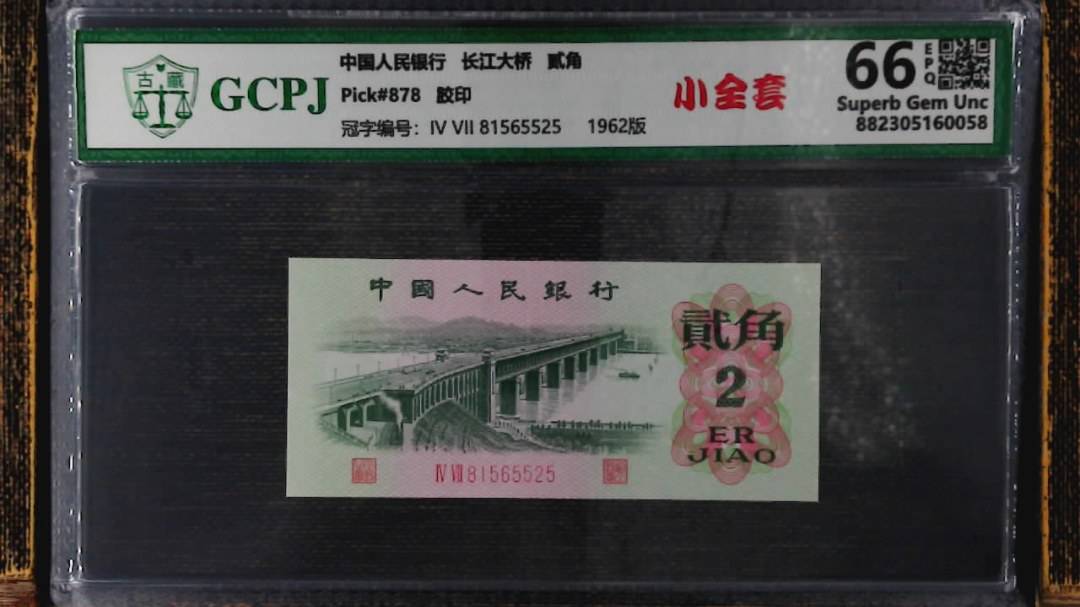 古藏
GCPJ
中国人民银行 长江大桥 贰角
Pick#878 胶印
冠字编号：IV VII 81565525 1962版
小全套
66 EPQ
Superb Gem Unc
882305160058
中國人民銀行
貳角
2
ER
JIAO
IV VII 81565525